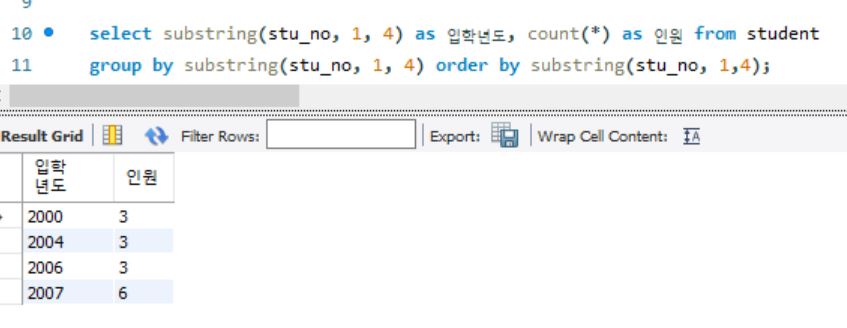 9
10 select substring(stu_no, 1, 4) as 입학년도, count(*) as 인원 from student
11 group by substring(stu_no, 1, 4) order by substring(stu_no, 1,4);
Result Grid Filter Rows: Export: Wrap Cell Content:
입학
년도 인원
2000 3
2004 3
2006 3
2007 6